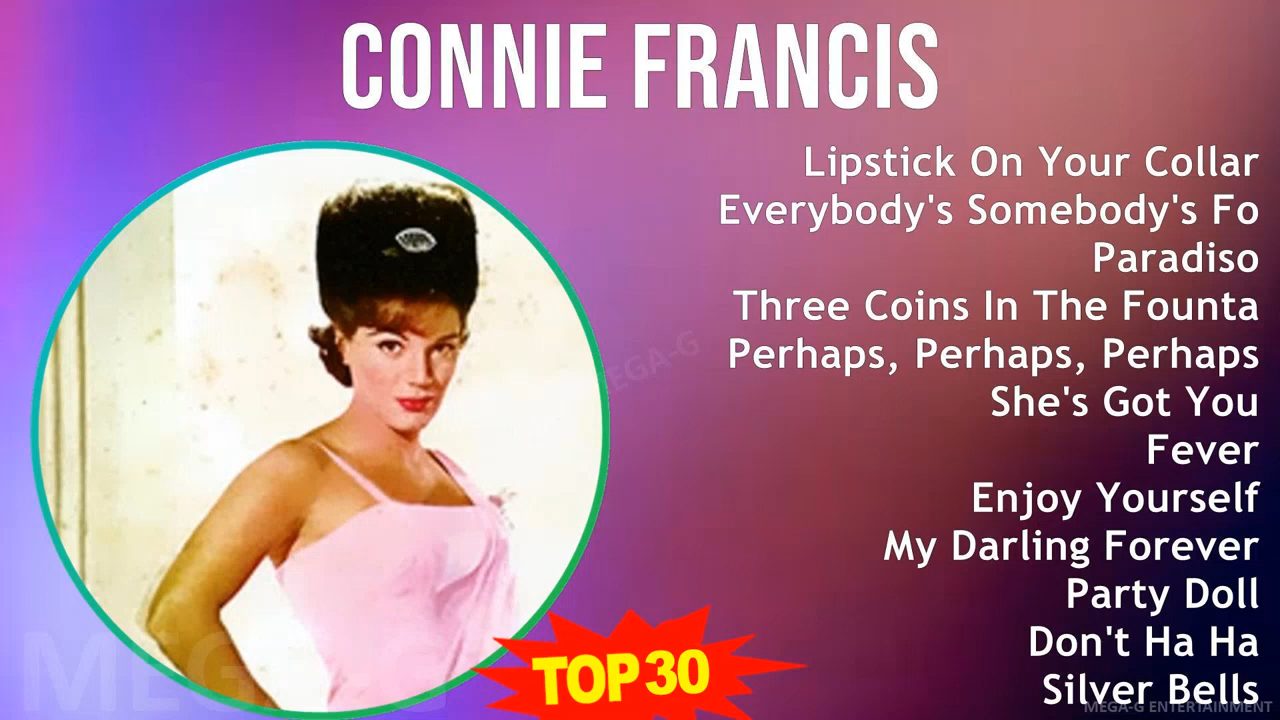 CONNIE FRANCIS
Lipstick On Your Collar
Everybody's Somebody's Fo
Paradiso
Three Coins In The Founta
Perhaps, Perhaps, Perhaps
She's Got You
Fever
Enjoy Yourself
My Darling Forever
Party Doll
Don't Ha Ha
Silver Bells
TOP 30
MEGA-G
MEGA-G
MEGA-G ENTERTAINMENT